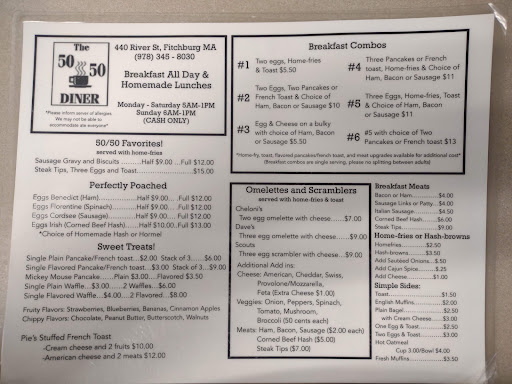 The
50 50
DINER
440 River St, Fitchburg MA
(978) 345 - 8030
Breakfast All Day &
Homemade Lunches
Monday - Saturday 5AM-1PM
Sunday 6AM-1PM
(CASH ONLY)
*Please inform server of allergies.
We may not be able to
accommodate ate everyone*
50/50 Favorites!
served with home-fries
Sausage Gravy and Biscuits ..........Half $9.00 ...Full $12.00
Steak Tips, Three Eggs and Toast......................$15.00
Perfectly Poached
Eggs Benedict (Ham)...............Half $9.00.....Full $12.00
Eggs Florentine (Spinach).......Half $9.00.....Full $12.00
Eggs Cordsee (Sausage).........Half $9.00.... Full $12.00
Eggs Irish (Corned Beef Hash)....Half $10.00..Full $13.00
*Choice of Homemade Hash or Hormel
Sweet Treats!
Single Plain Pancake/French toast...$2.00 Stack of 3......$6.00
Single Flavored Pancake/French toast...$3.00 Stack of 3...$9.00
Mickey Mouse Pancake......Plain $3.00....Flavored $3.50
Single Plain Waffle...$3.00......2 Waffles...$6.00
Single Flavored Waffle....$4.00...2 Flavored...$8.00
Fruity Flavors: Strawberries, Blueberries, Bananas, Cinnamon Apples
Chippy Flavors: Chocolate, Peanut Butter, Butterscotch, Walnuts
Pie's Stuffed French Toast
-Cream cheese and 2 fruits $10.00
-American cheese and 2 meats $12.00
Breakfast Combos
#1 Two eggs, Home-fries
& Toast $5.50
#2 Two Eggs, Two Pancakes or
French Toast & Choice of
Ham, Bacon or Sausage $10
#3 Egg & Cheese on a bulky
with choice of Ham, Bacon
or Sausage $5.50
#4 Three Pancakes or French
toast, Home-fries & Choice of
Ham, Bacon or Sausage $11
#5 Three Eggs, Home-fries, Toast
& Choice of Ham, Bacon
or Sausage $11
#6 #5 with choice of Two
Pancakes or French toast $13
*Home-fry, toast, flavored pancakes/french toast, and meat upgrades available for additional cost*
(Breakfast combos are single serving, please no splitting between adults)
Omelettes and Scramblers
served with home-fries & toast
Cheloni's
Two egg omelette with cheese.......$7.00
Dave's
Three egg omelette with cheese....$9.00
Scouts
Three egg scrambler with cheese...$9.00
Additional Add ins:
Cheese: American, Cheddar, Swiss,
Provolone/Mozzarella,
Feta (Extra Cheese $1.00)
Veggies: Onion, Peppers, Spinach,
Tomato, Mushroom,
Broccoli (50 cents each)
Meats: Ham, Bacon, Sausage ($2.00 each)
Corned Beef Hash ($5.00)
Steak Tips ($7.00)
Breakfast Meats
Bacon or Ham.......................$4.00
Sausage Links or Patty....$4.00
Italian Sausage.................$4.50
Corned Beef Hash.......$6.00
Steak Tips..................$9.00
Home-fries or Hash-browns
Homefries...................$2.50
Hash-browns...........$3.50
Add Sautéed Onions.. $.50
Add Cajun Spice.......$.25
Add Cheese............$1.00
Simple Sides:
Toast............................$1.50
English Muffins..............$2.00
Plain Bagel...................$2.50
with Cream Cheese.....$3.00
One Egg & Toast..........$2.50
Two Eggs & Toast..........$3.00
Hot Oatmeal
Cup 3.00/Bowl $4.00
Fresh Muffins..............$3.50